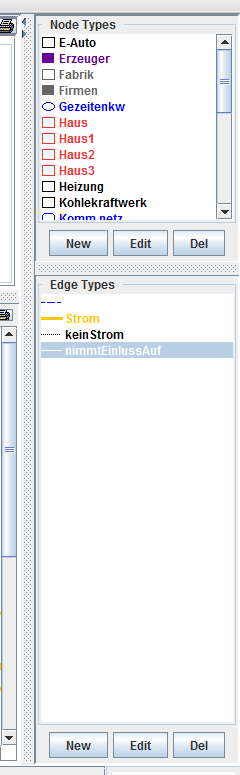 Node Types
E-Auto
Erzeuger
Fabrik
Firmen
Gezeitenkw
Haus
Haus1
Haus2
Haus3
Heizung
Kohlekraftwerk
Komm.netz
New Edit Del
Edge Types
Strom
keinStrom
nimmtEinlussAuf
New Edit Del